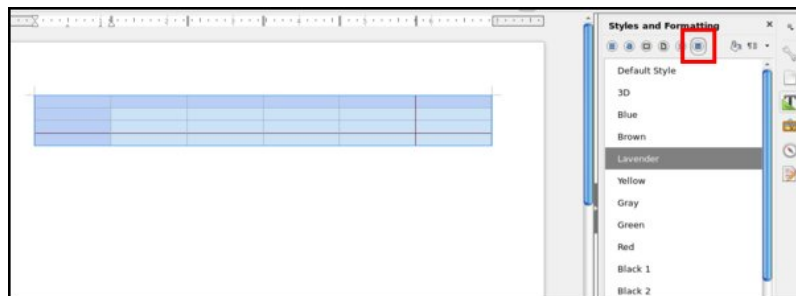 Styles and Formatting
Default Style
3D
Blue
Brown
Lavender
Yellow
Gray
Green
Red
Black 1
Black 2